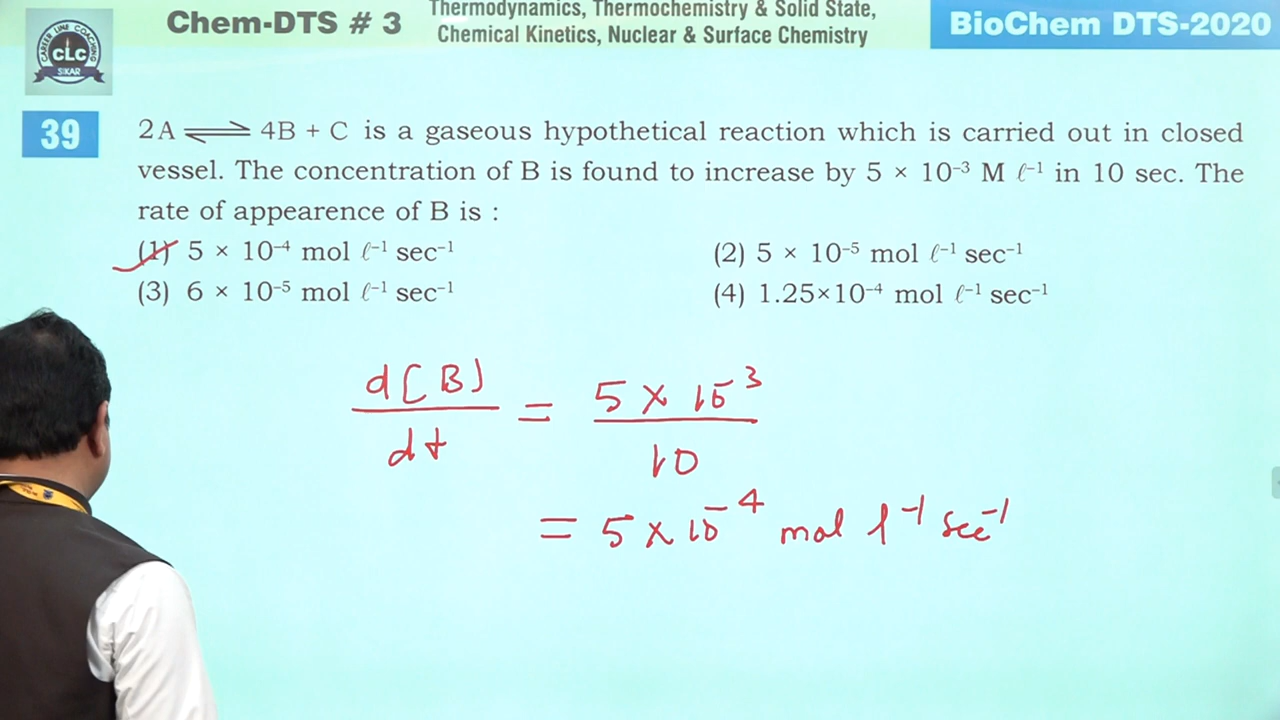 Chem-DTS # 3
Thermodynamics, Thermochemistry & Solid State,
Chemical Kinetics, Nuclear & Surface Chemistry
BioChem DTS-2020
CAREER LINE COACHING
CLC
SIKAR
39
2A ⇌ 4B + C is a gaseous hypothetical reaction which is carried out in closed
vessel. The concentration of B is found to increase by 5 × 10⁻³ M ℓ⁻¹ in 10 sec. The
rate of appearence of B is :
(1) 5 × 10⁻⁴ mol ℓ⁻¹ sec⁻¹
(2) 5 × 10⁻⁵ mol ℓ⁻¹ sec⁻¹
(3) 6 × 10⁻⁵ mol ℓ⁻¹ sec⁻¹
(4) 1.25×10⁻⁴ mol ℓ⁻¹ sec⁻¹
d[B]/dt = 5 × 10⁻³/10
= 5 × 10⁻⁴ mol l⁻¹ sec⁻¹